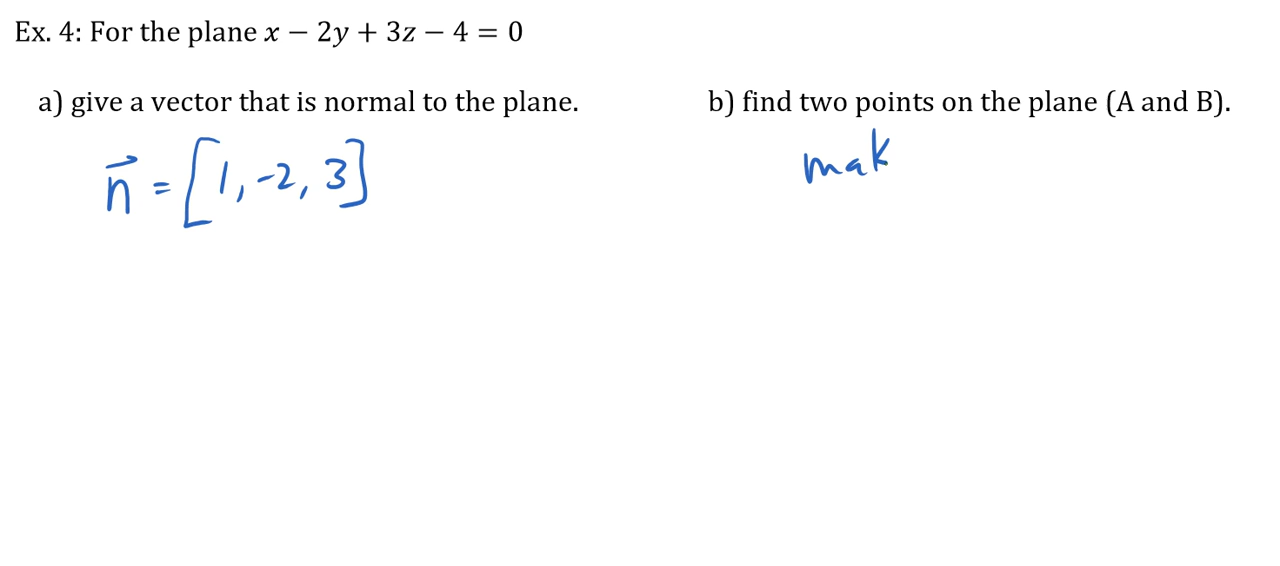 Ex. 4: For the plane x − 2y + 3z − 4 = 0
a) give a vector that is normal to the plane.
n⃗ = [1, -2, 3]
b) find two points on the plane (A and B).
mak